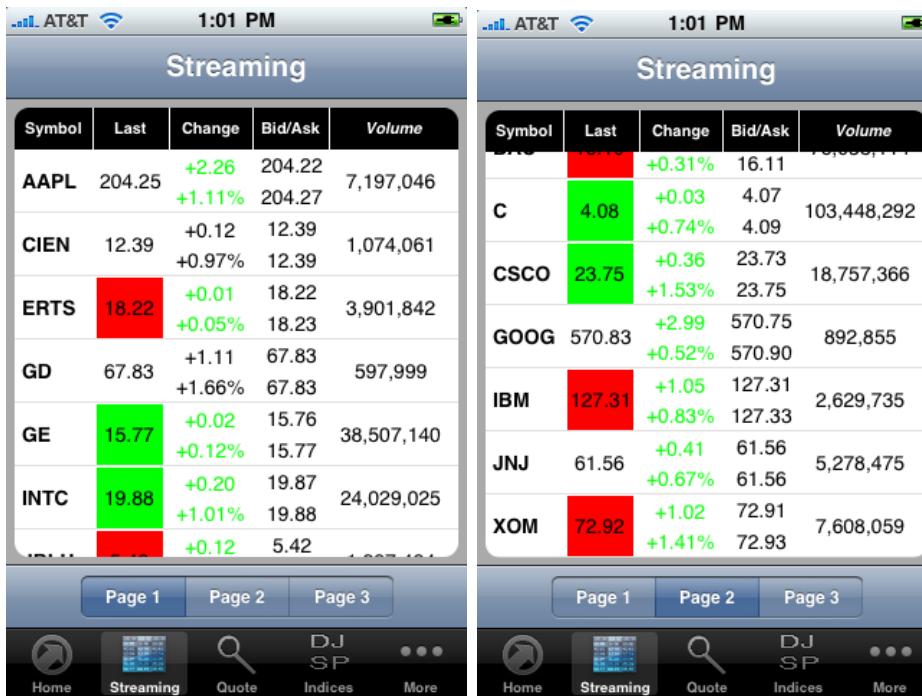 AT&T 1:01 PM
Streaming
Symbol Last Change Bid/Ask Volume
+2.26 204.22
AAPL 204.25 7,197,046
+1.11% 204.27
+0.12 12.39
CIEN 12.39 1,074,061
+0.97% 12.39
+0.01 18.22
ERTS 18.22 3,901,842
+0.05% 18.23
+1.11 67.83
GD 67.83 597,999
+1.66% 67.83
+0.02 15.76
GE 15.77 38,507,140
+0.12% 15.77
+0.20 19.87
INTC 19.88 24,029,025
+1.01% 19.88
+0.12 5.42
Page 1 Page 2 Page 3
DJ
SP
Home Streaming Quote Indices More
AT&T 1:01 PM
Streaming
Symbol Last Change Bid/Ask Volume
+0.31% 16.11
+0.03 4.07
C 4.08 103,448,292
+0.74% 4.09
+0.36 23.73
CSCO 23.75 18,757,366
+1.53% 23.75
+2.99 570.75
GOOG 570.83 892,855
+0.52% 570.90
+1.05 127.31
IBM 127.31 2,629,735
+0.83% 127.33
+0.41 61.56
JNJ 61.56 5,278,475
+0.67% 61.56
+1.02 72.91
XOM 72.92 7,608,059
+1.41% 72.93
Page 1 Page 2 Page 3
DJ
SP
Home Streaming Quote Indices More